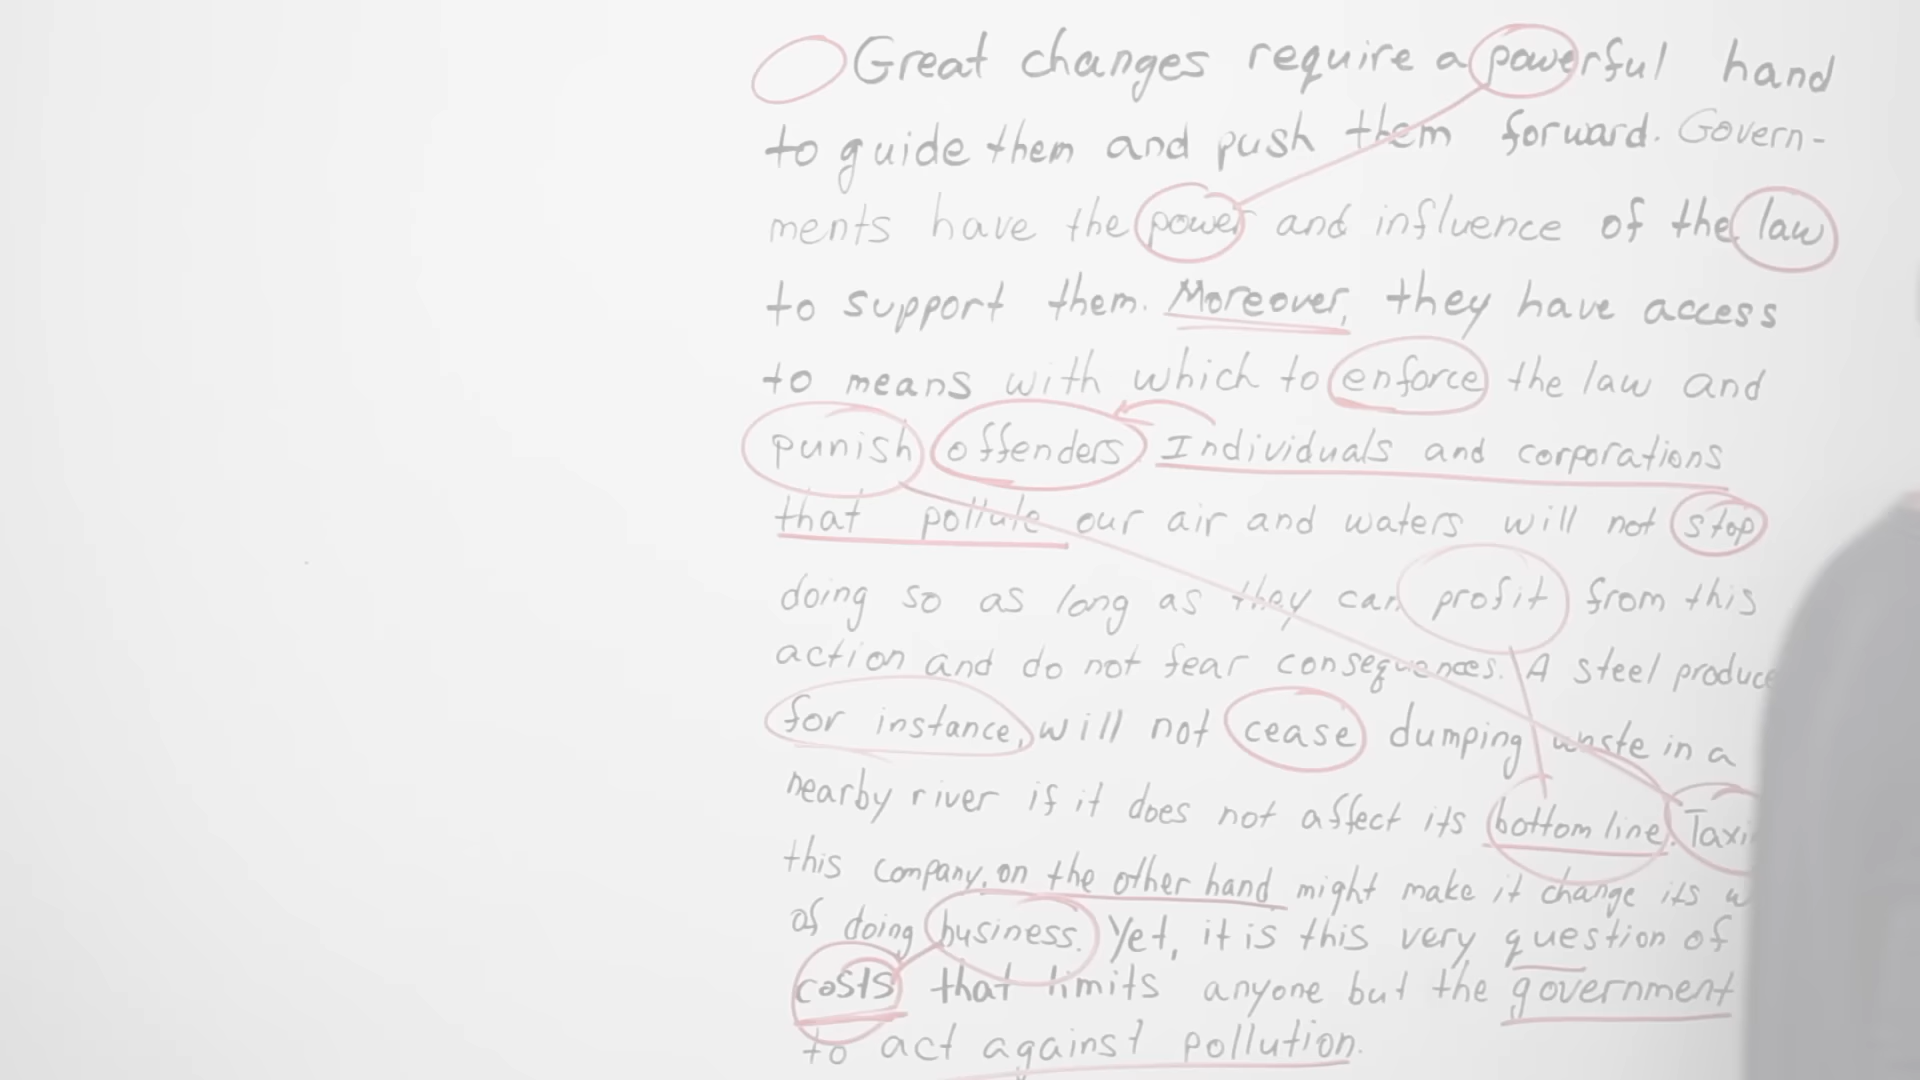 Great changes require a powerful hand
to guide them and push them forward. Govern-
ments have the power and influence of the law
to support them. Moreover, they have access
to means with which to enforce the law and
punish offenders Individuals and corporations
that pollute our air and waters will not stop
doing so as long as they can profit from this
action and do not fear consequences. A steel
for instance, will not cease dumping waste in a
nearby river if it does not affect its bottom line.
this company, on the other hand might make it change its
of doing business. Yet, it is this very question of
costs that limits anyone but the government
to act against pollution.